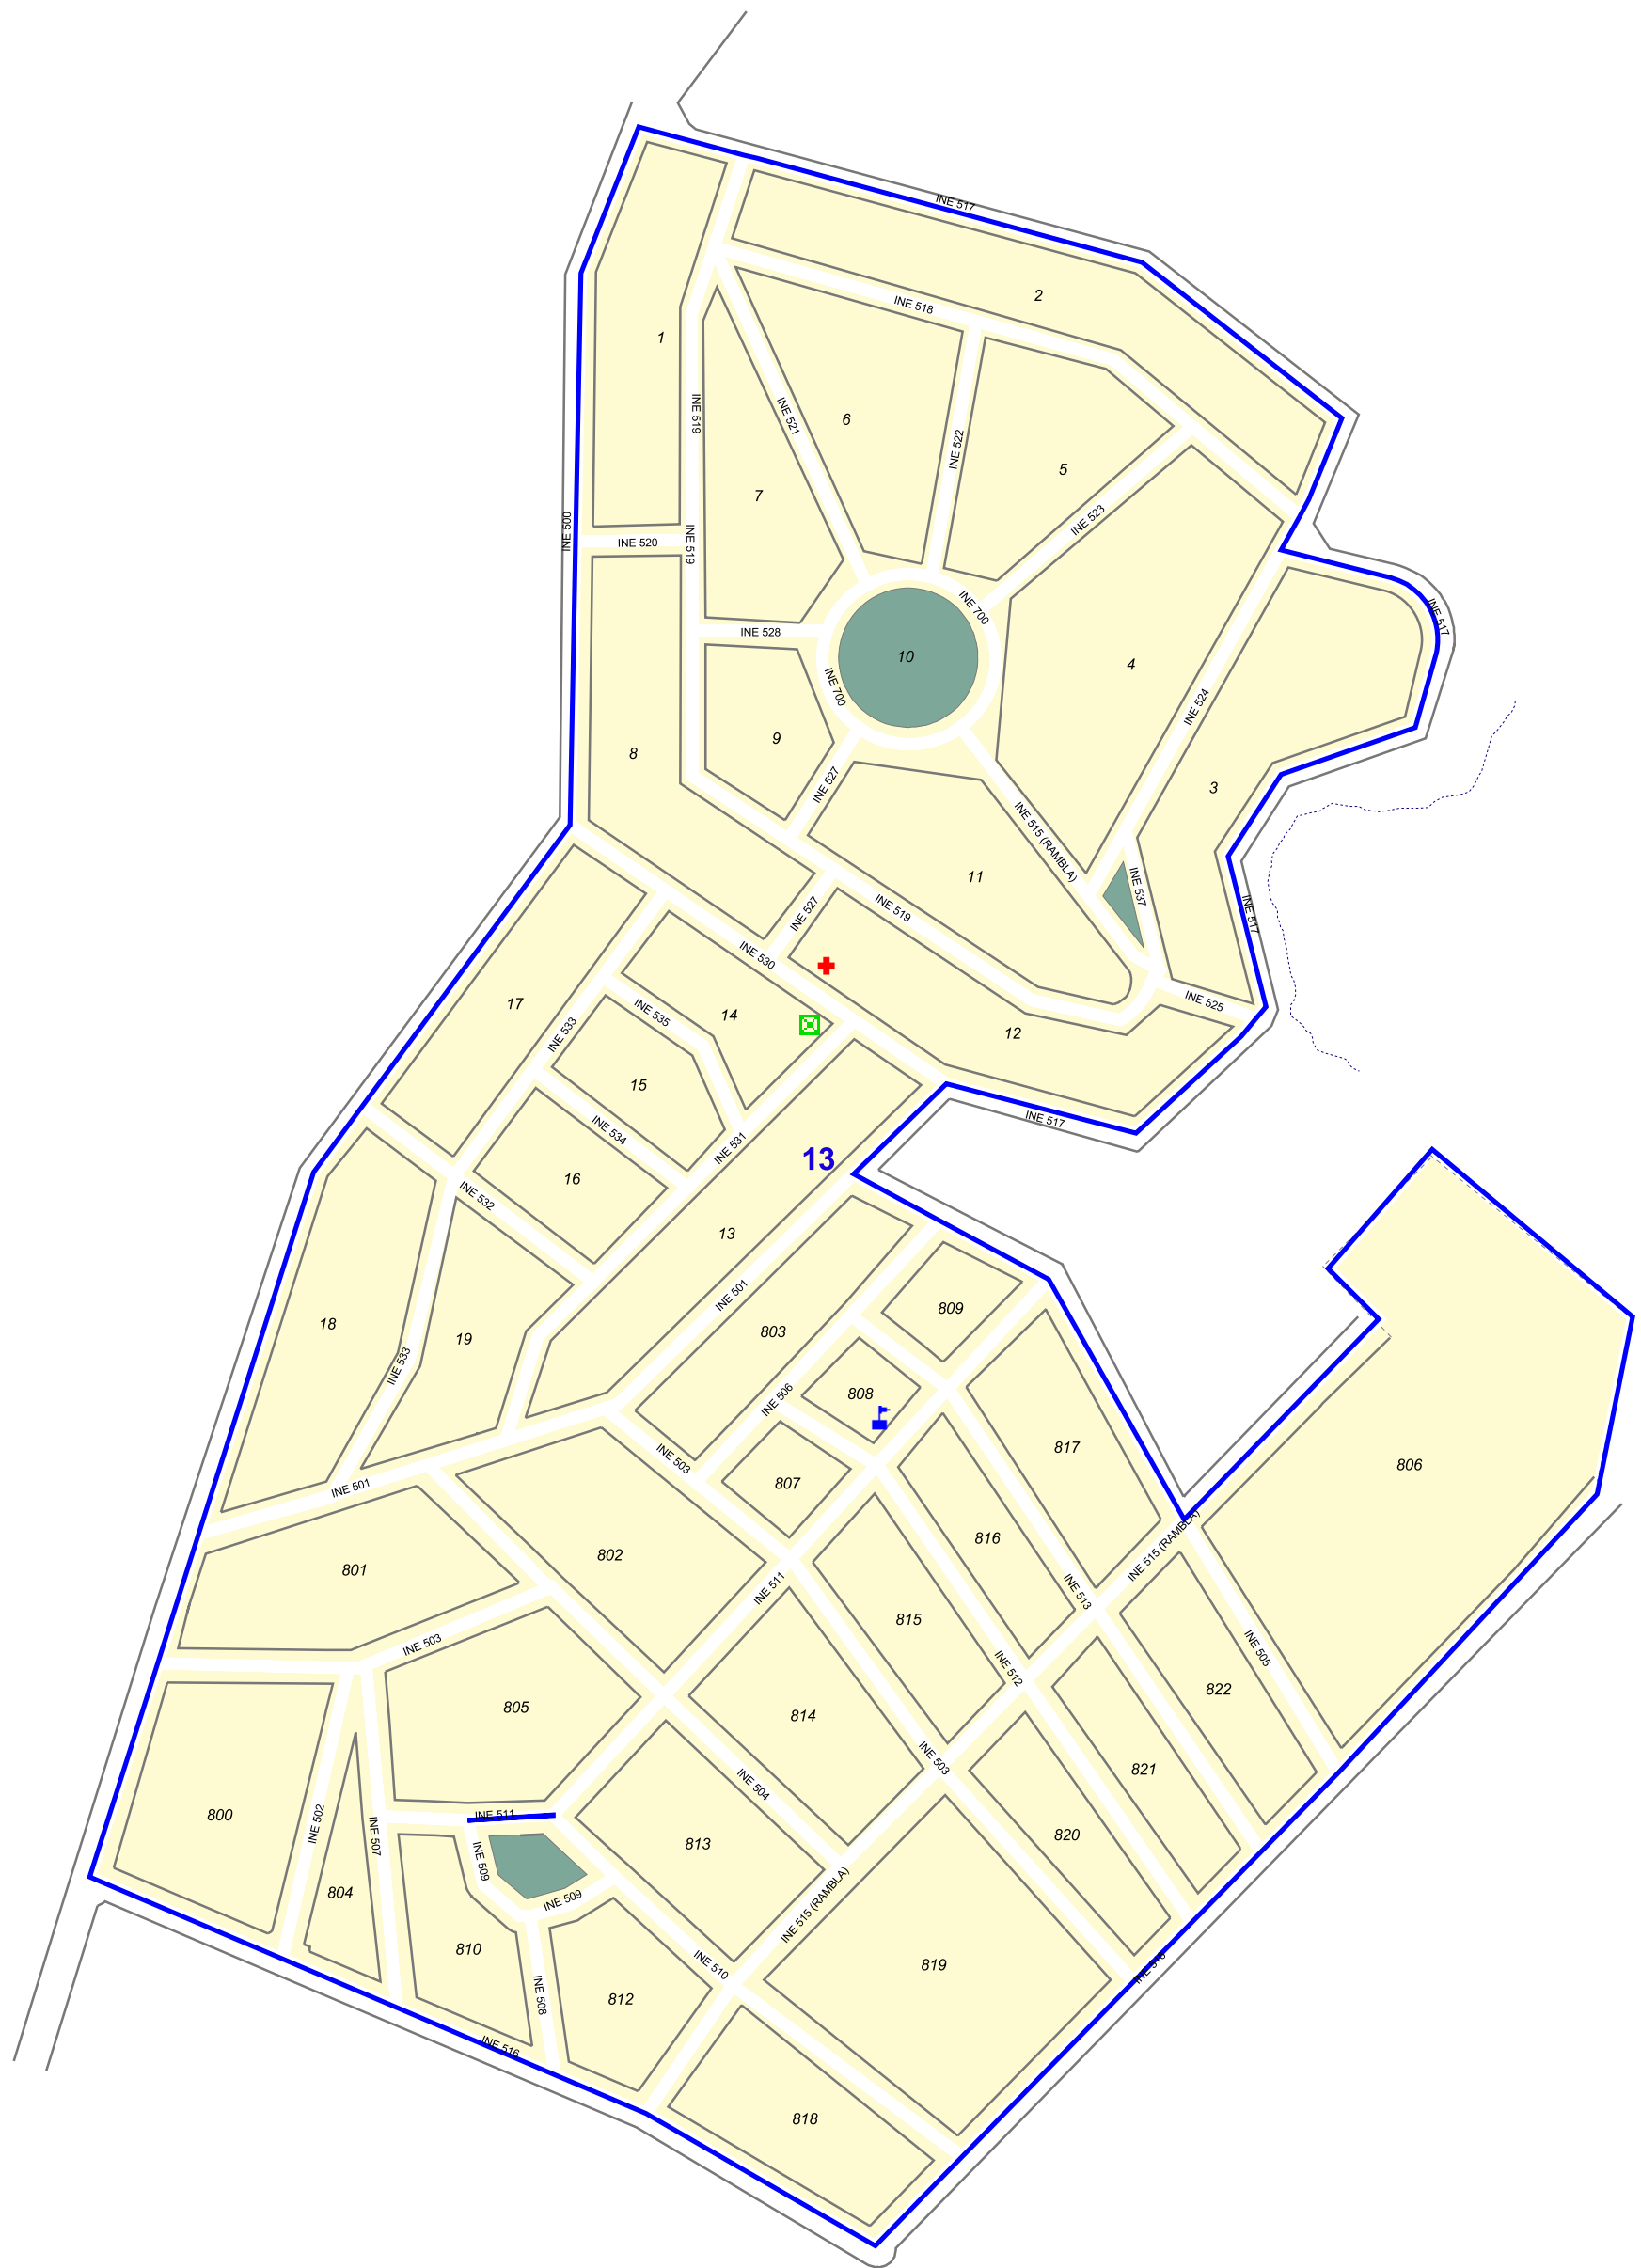 INE 517
2
INE 518
1
INE 519
INE 521
6
INE 522
5
7
INE 523
INE 500
INE 519
INE 520
INE 700
INE 517
INE 528
10
4
INE 700
INE 524
9
8
INE 527
3
INE 515 (RAMBLA)
11
INE 537
INE 519
INE 527
INE 517
INE 530
17
INE 525
14
INE 535
12
INE 533
15
INE 517
INE 534
INE 531
13
16
INE 532
13
INE 501
809
18
803
19
INE 533
808
INE 506
817
INE 503
806
807
INE 501
816
INE 515 (RAMBLA)
802
801
INE 511
INE 513
815
INE 503
INE 505
INE 512
822
805
814
INE 503
821
INE 504
800
INE 511
INE 502
INE 507
820
813
INE 509
804
INE 509
INE 515 (RAMBLA)
810
INE 510
819
INE 516
INE 508
812
INE 516
818